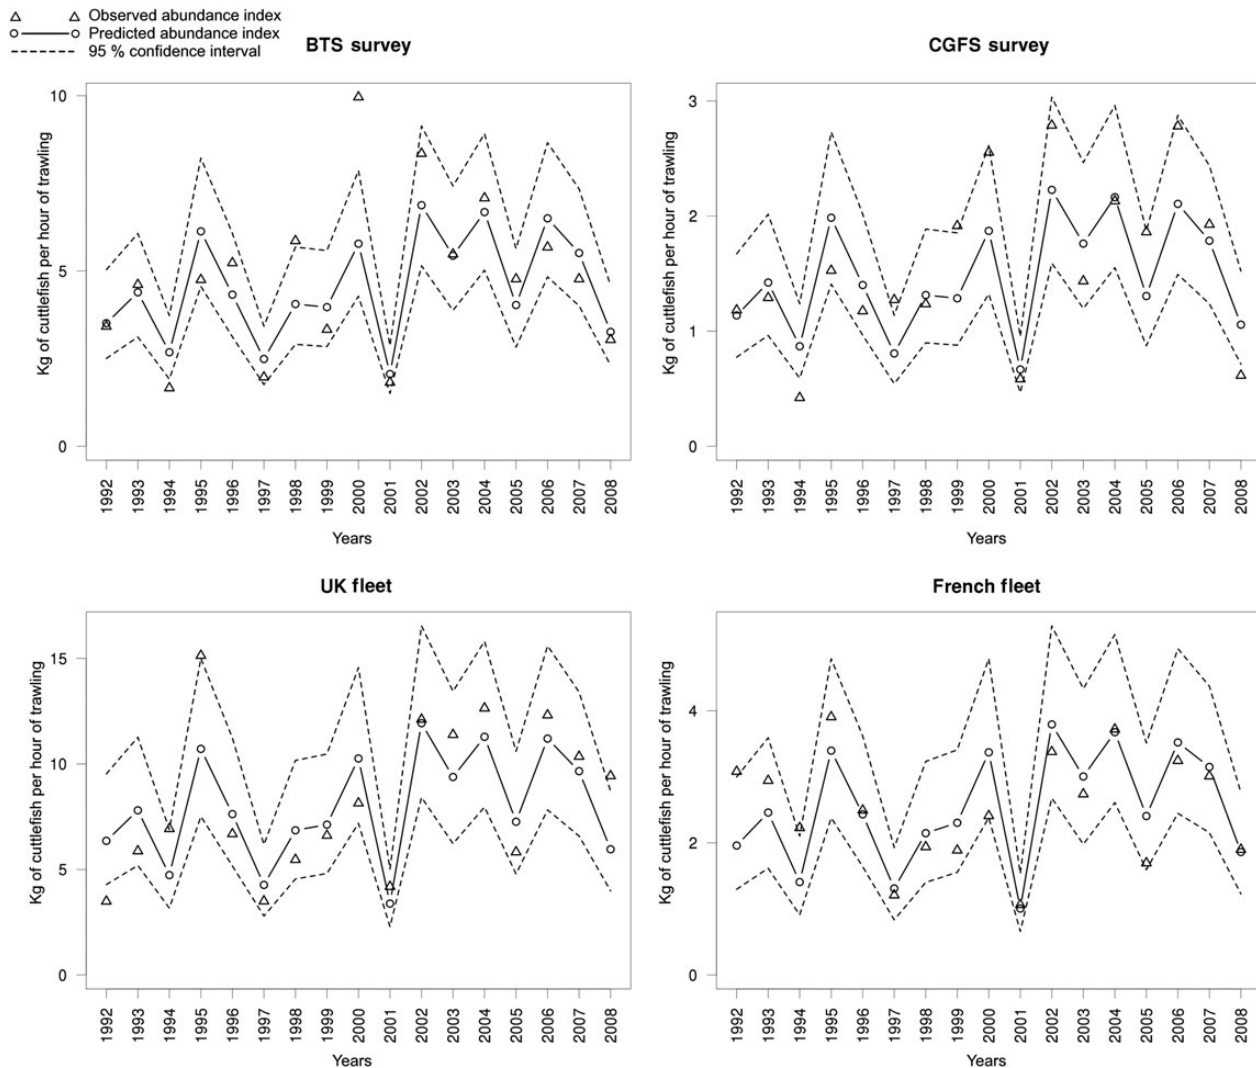 Observed abundance index
Predicted abundance index
95 % confidence interval
BTS survey
Kg of cuttlefish per hour of trawling
10
5
0
1992 1993 1994 1995 1996 1997 1998 1999 2000 2001 2002 2003 2004 2005 2006 2007 2008
Years
CGFS survey
Kg of cuttlefish per hour of trawling
3
2
1
0
1992 1993 1994 1995 1996 1997 1998 1999 2000 2001 2002 2003 2004 2005 2006 2007 2008
Years
UK fleet
Kg of cuttlefish per hour of trawling
15
10
5
0
1992 1993 1994 1995 1996 1997 1998 1999 2000 2001 2002 2003 2004 2005 2006 2007 2008
Years
French fleet
Kg of cuttlefish per hour of trawling
4
2
0
1992 1993 1994 1995 1996 1997 1998 1999 2000 2001 2002 2003 2004 2005 2006 2007 2008
Years